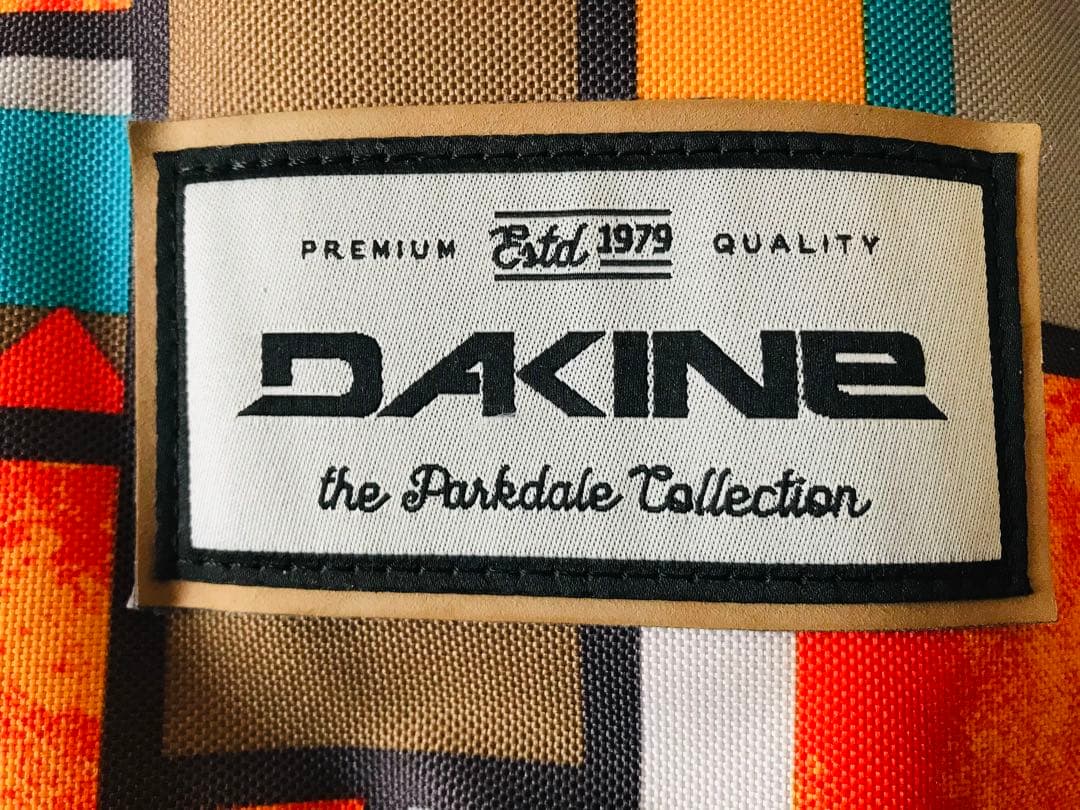 PREMIUM Estd 1979 QUALITY
DAKINE
the Parkdale Collection